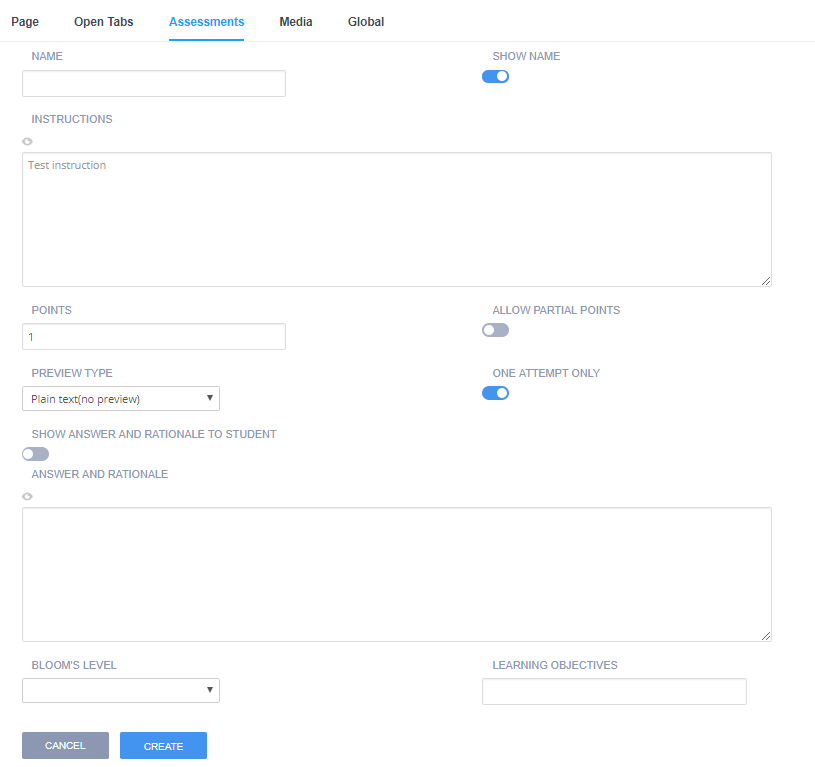 Page Open Tabs Assessments Media Global
NAME SHOW NAME
INSTRUCTIONS
Test instruction
POINTS ALLOW PARTIAL POINTS
1
PREVIEW TYPE ONE ATTEMPT ONLY
Plain text(no preview)
SHOW ANSWER AND RATIONALE TO STUDENT
ANSWER AND RATIONALE
BLOOM'S LEVEL LEARNING OBJECTIVES
CANCEL CREATE